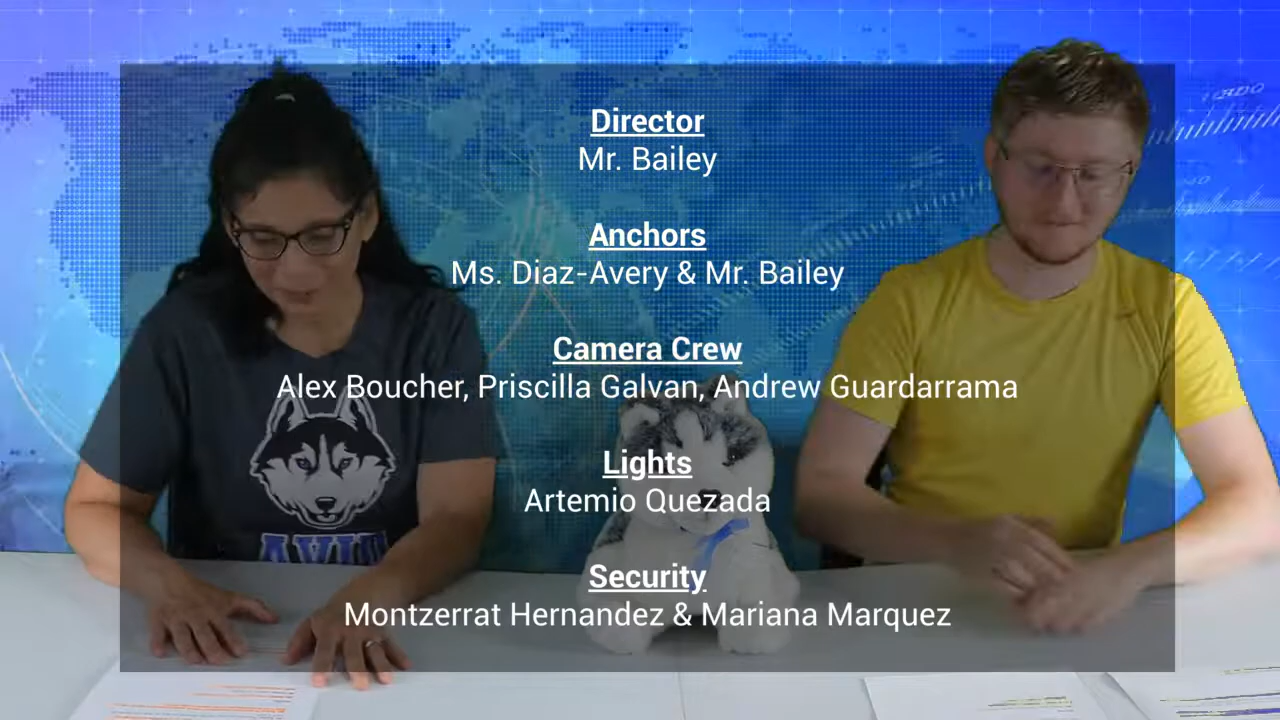 Director
Mr. Bailey
Anchors
Ms. Diaz-Avery & Mr. Bailey
Camera Crew
Alex Boucher, Priscilla Galvan, Andrew Guardarrama
Lights
Artemio Quezada
Security
Montzerrat Hernandez & Mariana Marquez